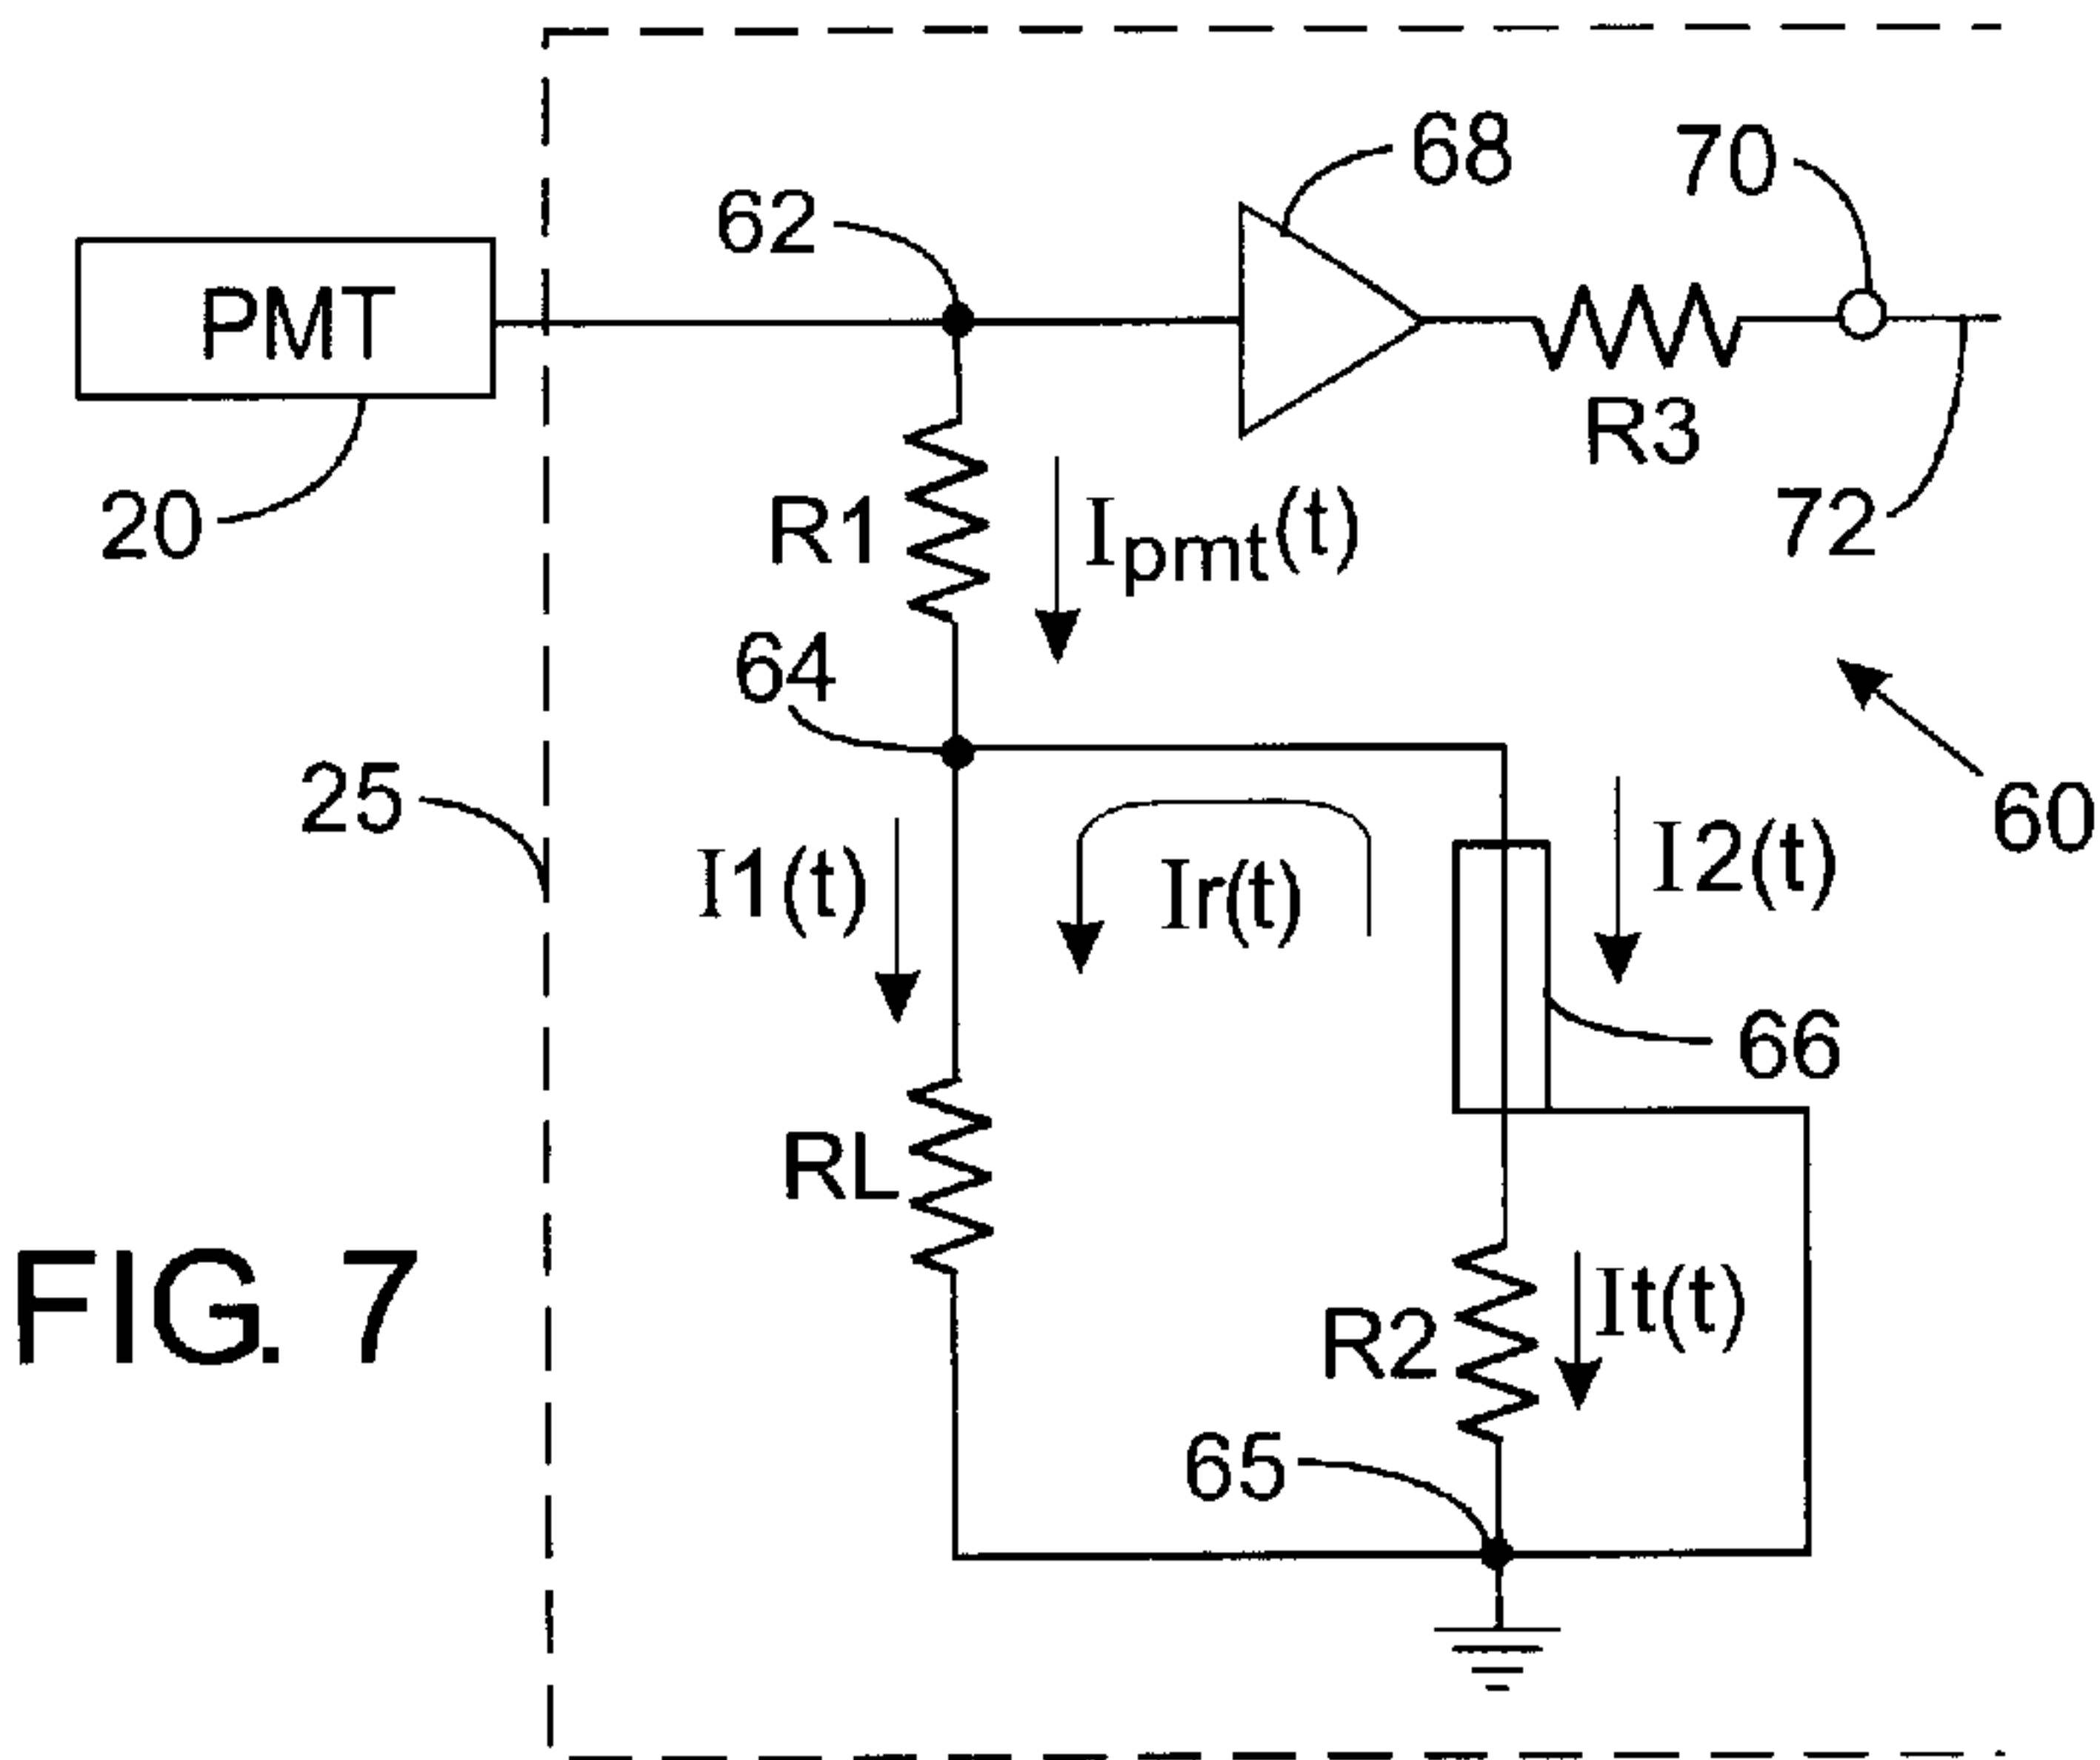 68
70
62
PMT
R3
20
R1
Ipmt(t)
72
64
25
60
I1(t)
Ir(t)
I2(t)
66
RL
FIG. 7
R2
It(t)
65